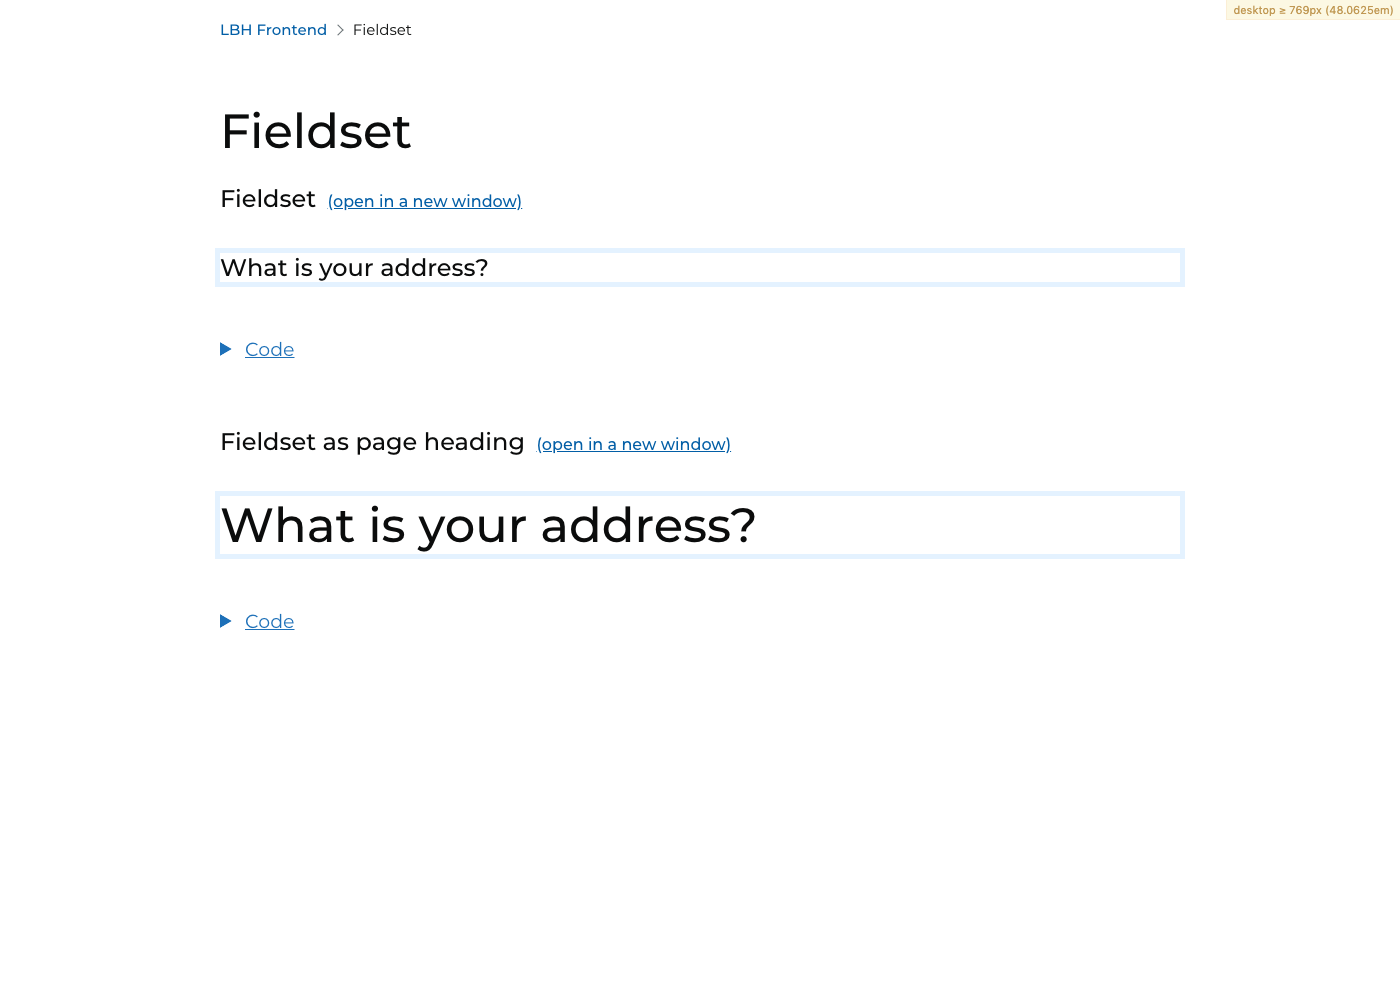 desktop ≥ 769px (48.0625em)
LBH Frontend > Fieldset
Fieldset
Fieldset (open in a new window)
What is your address?
Code
Fieldset as page heading (open in a new window)
What is your address?
Code